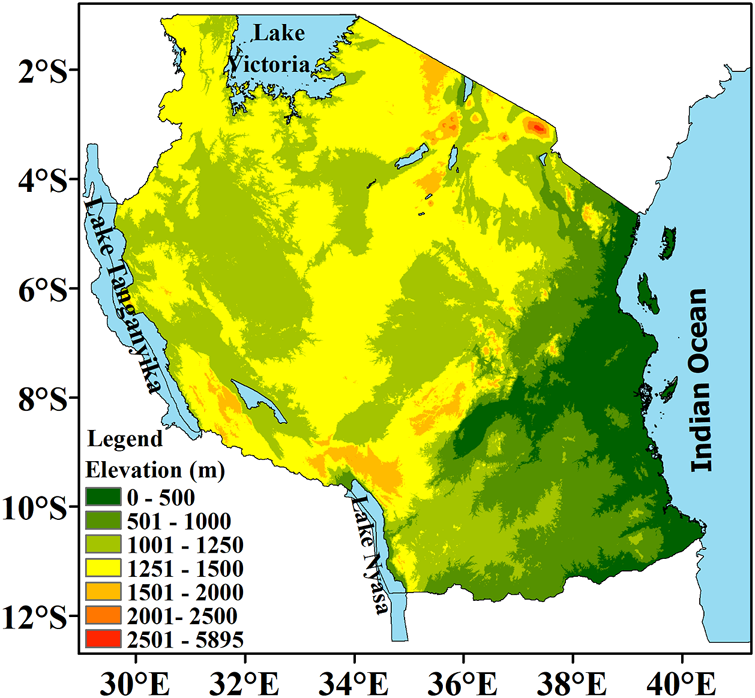 Lake
Victoria
2°S
4°S
6°S
8°S
10°S
12°S
Lake Tanganyika
Indian Ocean
Lake Nyasa
Legend
Elevation (m)
0 - 500
501 - 1000
1001 - 1250
1251 - 1500
1501 - 2000
2001- 2500
2501 - 5895
30°E
32°E
34°E
36°E
38°E
40°E